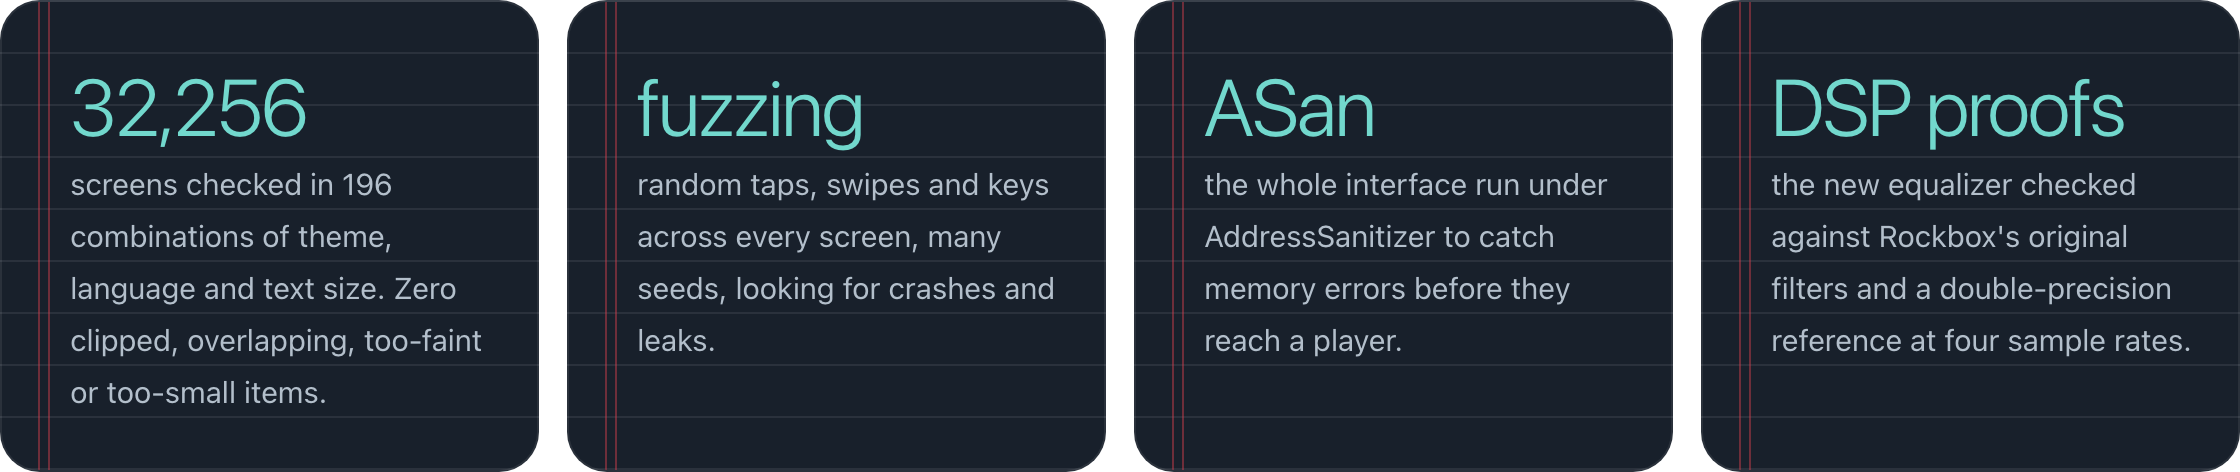 32,256
screens checked in 196
combinations of theme,
language and text size. Zero
clipped, overlapping, too-faint
or too-small items.
fuzzing
random taps, swipes and keys
across every screen, many
seeds, looking for crashes and
leaks.
ASan
the whole interface run under
AddressSanitizer to catch
memory errors before they
reach a player.
DSP proofs
the new equalizer checked
against Rockbox's original
filters and a double-precision
reference at four sample rates.